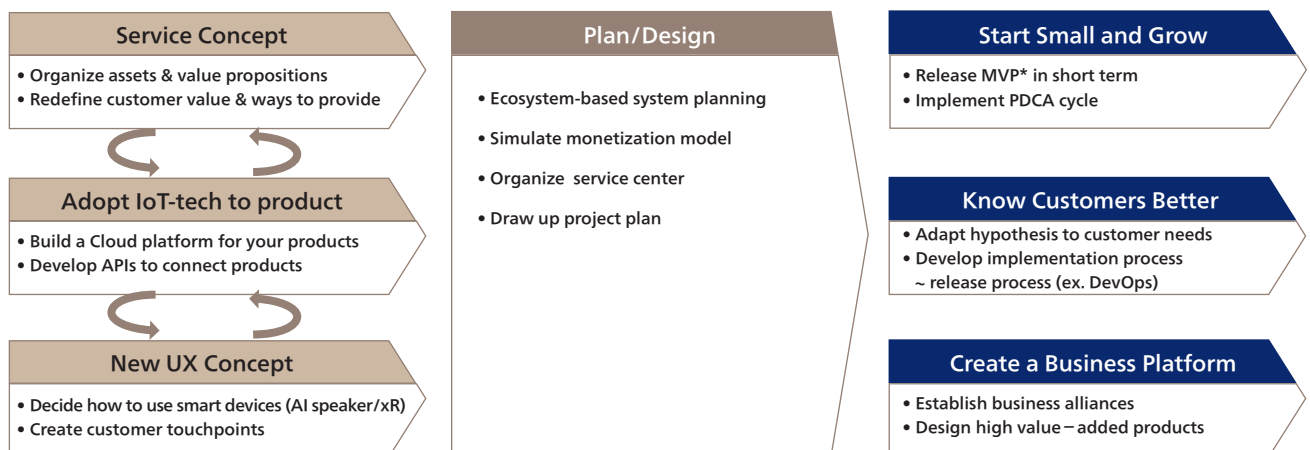 Service Concept
• Organize assets & value propositions
• Redefine customer value & ways to provide
Adopt IoT-tech to product
• Build a Cloud platform for your products
• Develop APIs to connect products
New UX Concept
• Decide how to use smart devices (AI speaker/xR)
• Create customer touchpoints
Plan/Design
• Ecosystem-based system planning
• Simulate monetization model
• Organize service center
• Draw up project plan
Start Small and Grow
• Release MVP* in short term
• Implement PDCA cycle
Know Customers Better
• Adapt hypothesis to customer needs
• Develop implementation process
~ release process (ex. DevOps)
Create a Business Platform
• Establish business alliances
• Design high value－added products